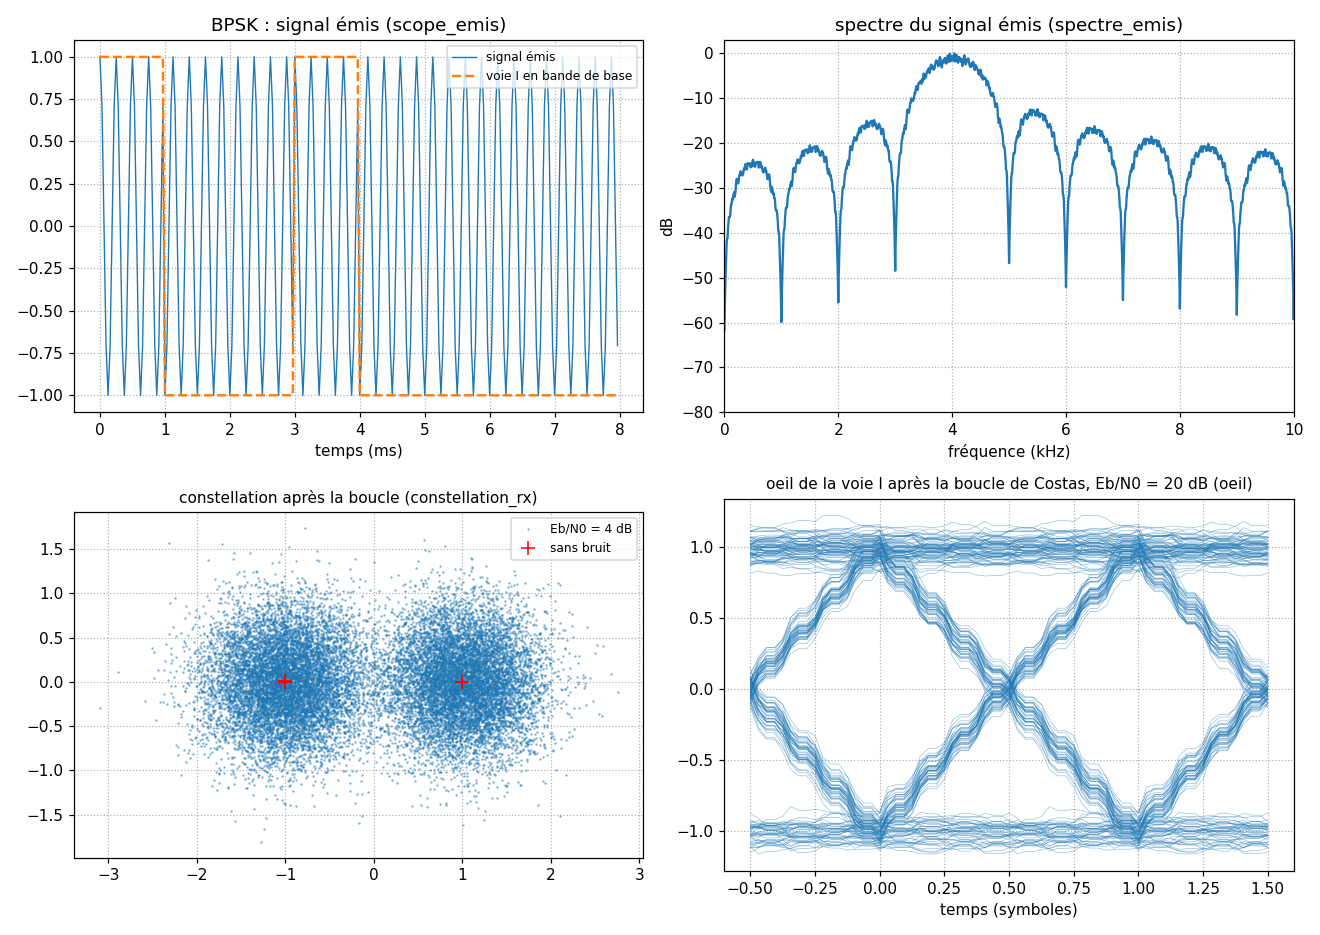 BPSK : signal émis (scope_emis)
1.00
0.75
0.50
0.25
0.00
−0.25
−0.50
−0.75
−1.00
signal émis
voie I en bande de base
0 1 2 3 4 5 6 7 8
temps (ms)
spectre du signal émis (spectre_emis)
dB
0
−10
−20
−30
−40
−50
−60
−70
−80
0 2 4 6 8 10
fréquence (kHz)
constellation après la boucle (constellation_rx)
1.5
1.0
0.5
0.0
−0.5
−1.0
−1.5
Eb/N0 = 4 dB
sans bruit
−3 −2 −1 0 1 2 3
oeil de la voie I après la boucle de Costas, Eb/N0 = 20 dB (oeil)
1.0
0.5
0.0
−0.5
−1.0
−0.50 −0.25 0.00 0.25 0.50 0.75 1.00 1.25 1.50
temps (symboles)